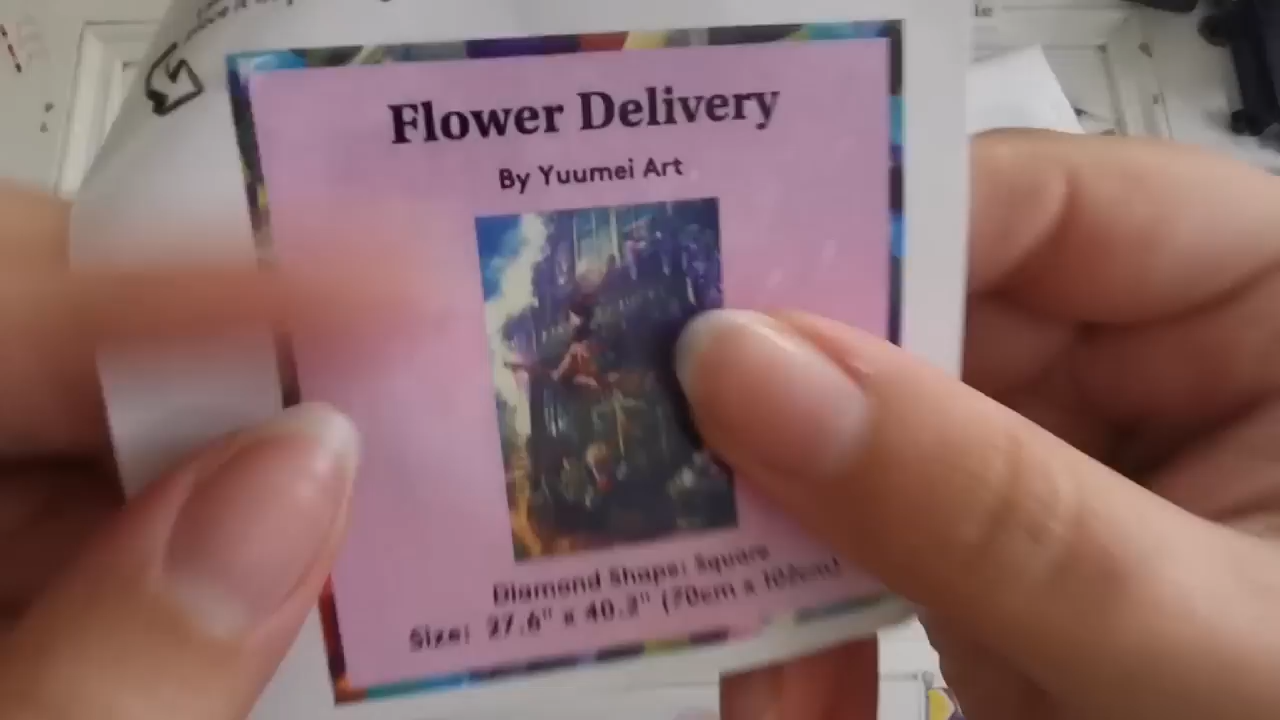 Flower Delivery
By Yuumei Art
Diamond Shape: Square
Size: 27.6" x 40.2" (70cm x 102cm)